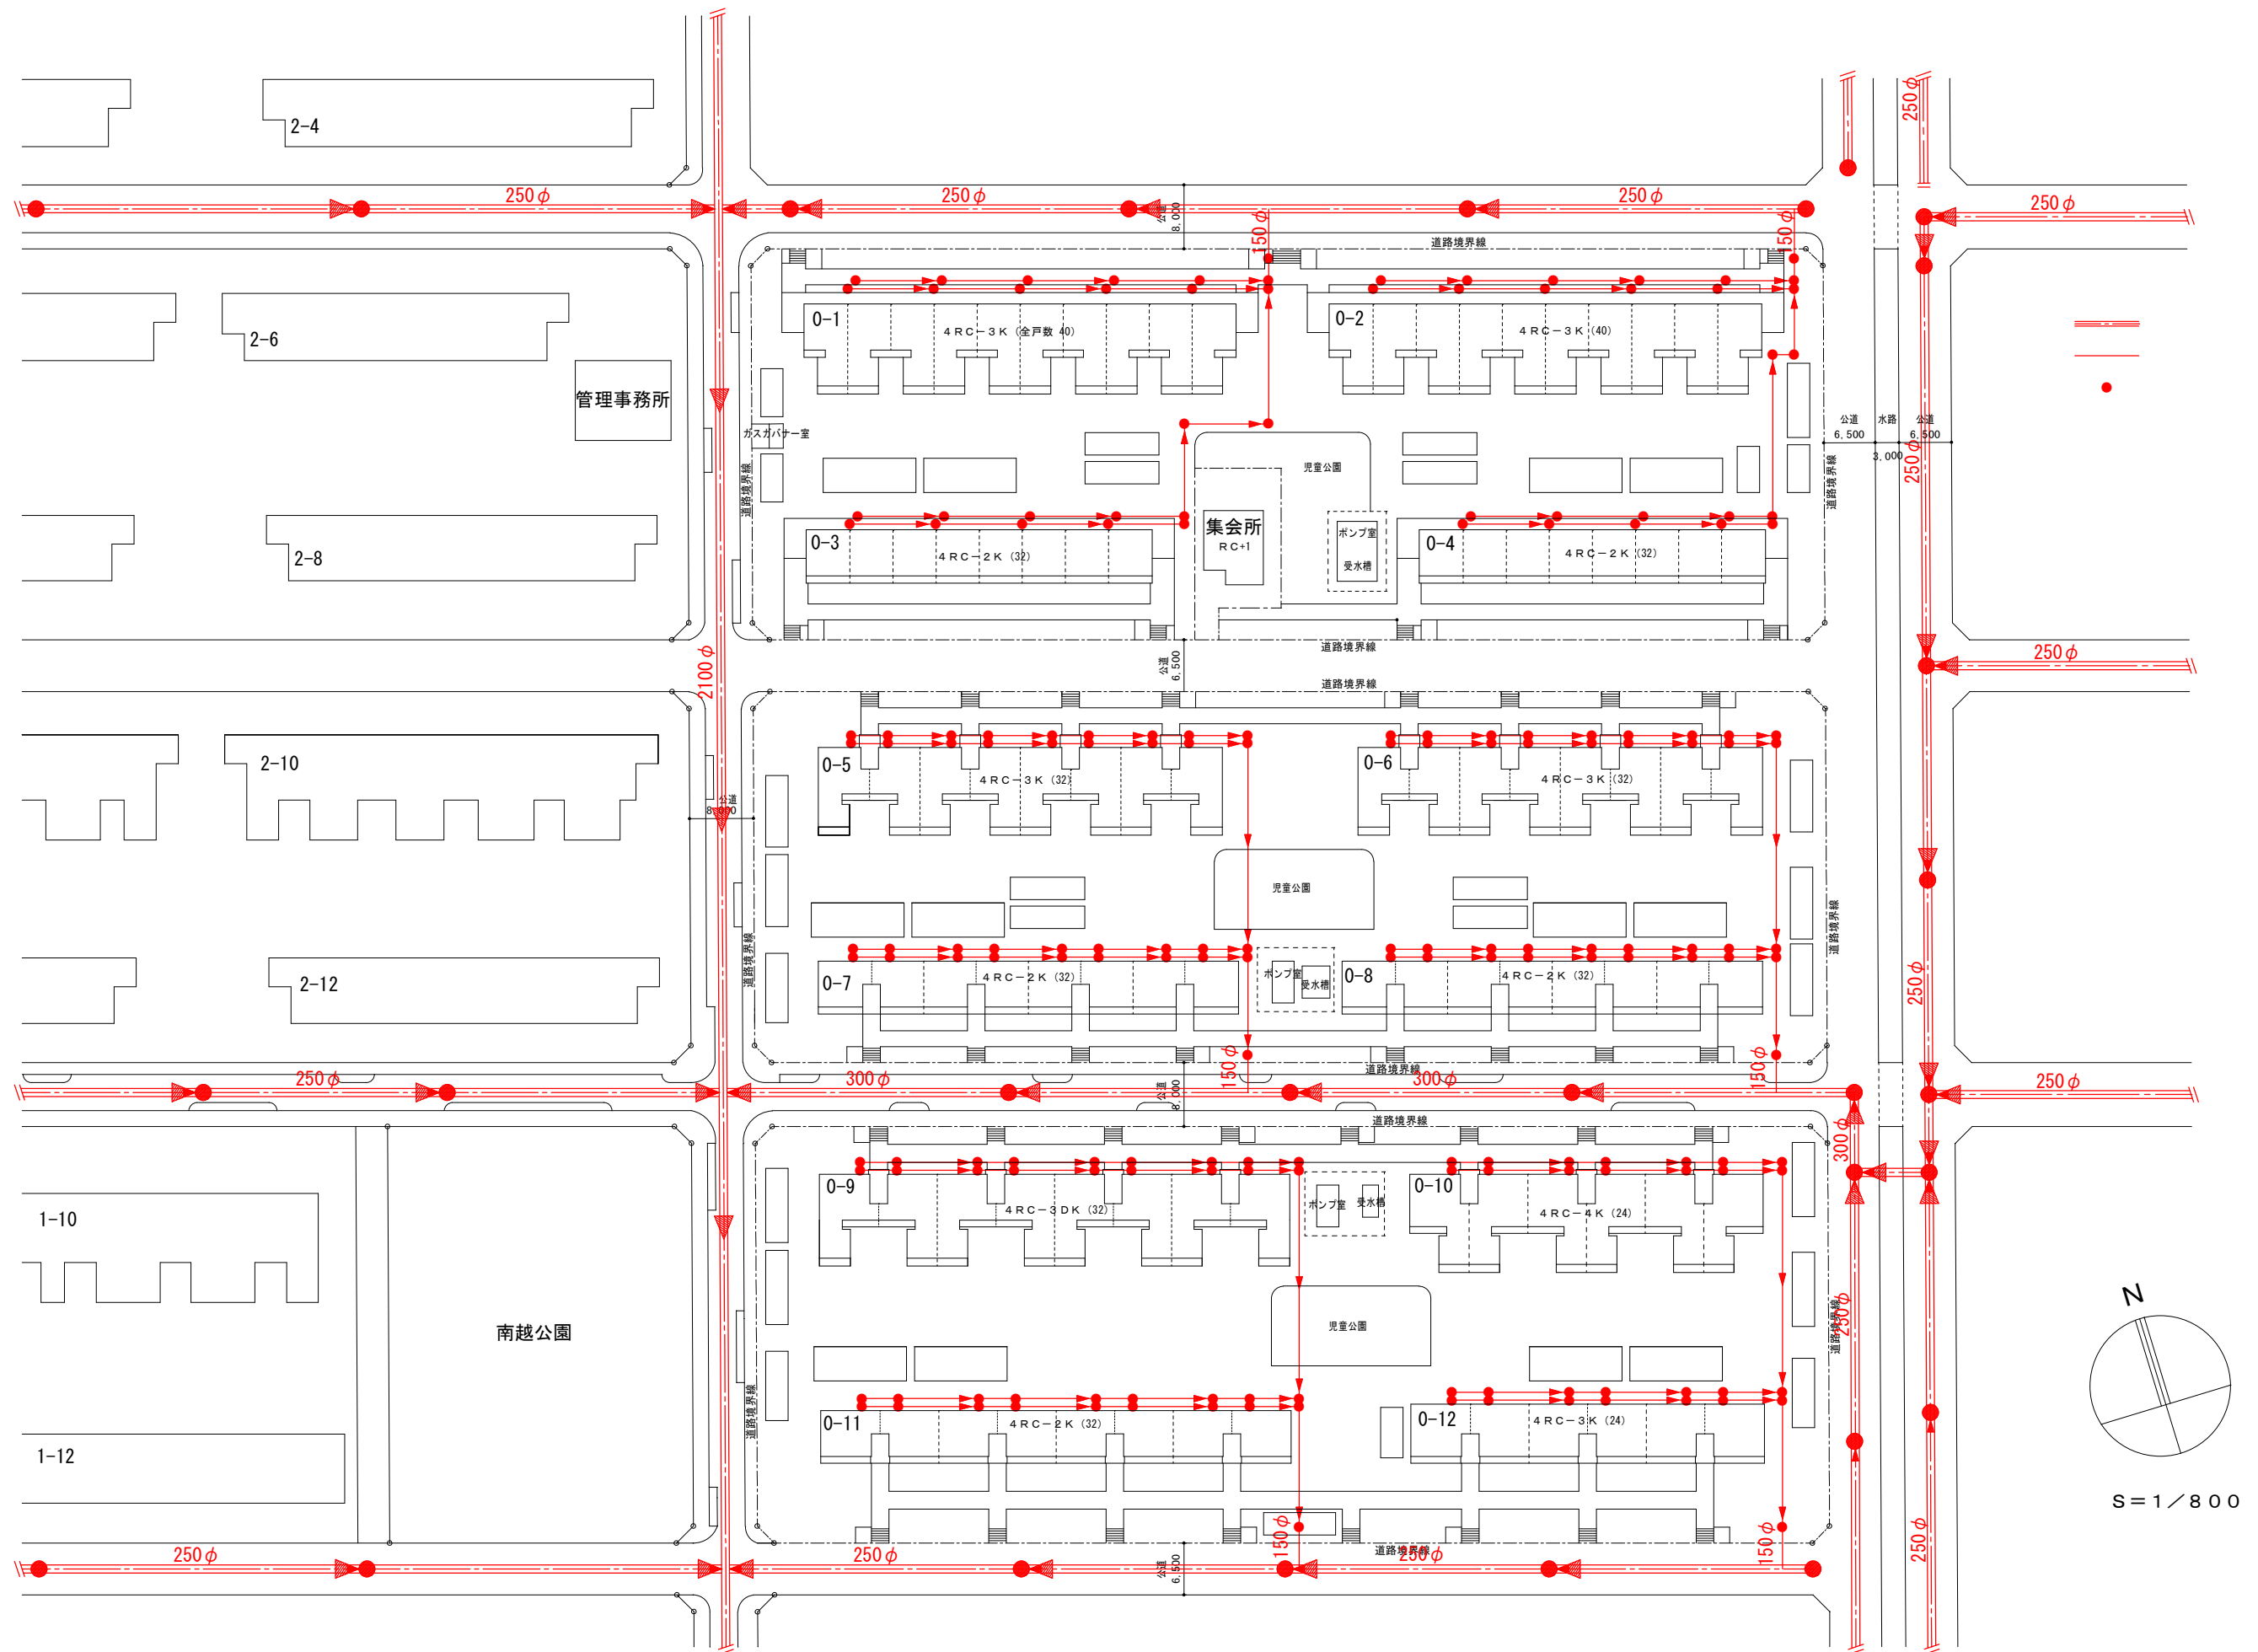 2-4
250φ
250φ
250φ
250φ
250φ
公道
8.000
150φ
150φ
道路境界線
0-1
4RC-3K(全戸数 40)
0-2
4RC-3K(40)
2-6
管理事務所
ガスガバナー室
道路境界線
児童公園
公道
6.500
水路
3.000
公道
6.500
250φ
道路境界線
2-8
0-3
4RC-2K(32)
集会所
RC+1
ポンプ室
受水槽
0-4
4RC-2K(32)
2100φ
公道
6.500
道路境界線
道路境界線
250φ
2-10
公道
8.000
0-5
4RC-3K(32)
0-6
4RC-3K(32)
児童公園
道路境界線
道路境界線
2-12
0-7
4RC-2K(32)
ポンプ室
受水槽
0-8
4RC-2K(32)
250φ
250φ
300φ
150φ
公道
8.000
道路境界線
300φ
150φ
250φ
道路境界線
300φ
1-10
0-9
4RC-3DK(32)
ポンプ室
受水槽
0-10
4RC-4K(24)
南越公園
児童公園
250φ
道路境界線
N
1-12
道路境界線
0-11
4RC-2K(32)
0-12
4RC-3K(24)
S=1/800
250φ
250φ
公道
6.500
150φ
道路境界線
250φ
150φ
250φ